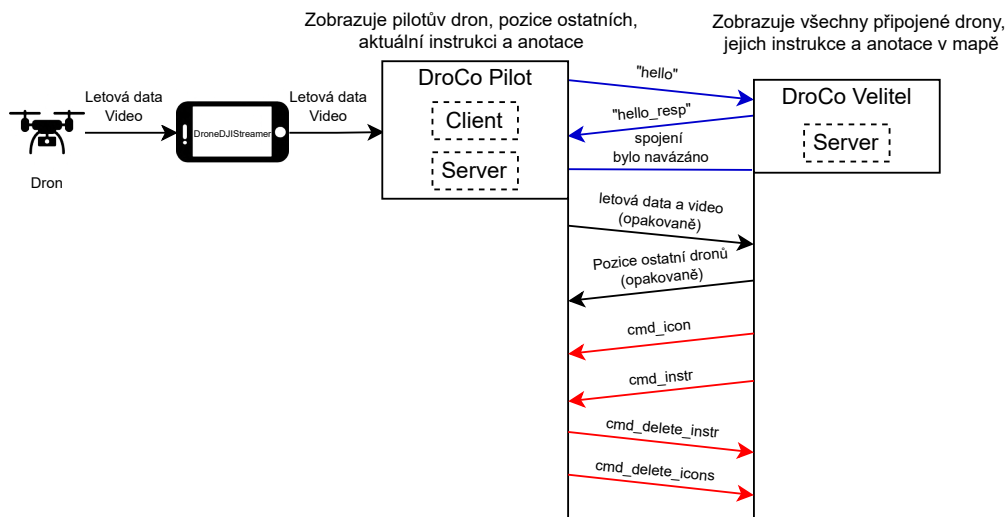 Zobrazuje pilotův dron, pozice ostatních,
aktuální instrukci a anotace
Zobrazuje všechny připojené drony,
jejich instrukce a anotace v mapě
Letová data
Video
DroneDJIStreamer
Letová data
Video
Dron
DroCo Pilot
Client
Server
DroCo Velitel
Server
"hello"
"hello_resp"
spojení
bylo navázáno
letová data a video
(opakovaně)
Pozice ostatní dronů
(opakovaně)
cmd_icon
cmd_instr
cmd_delete_instr
cmd_delete_icons